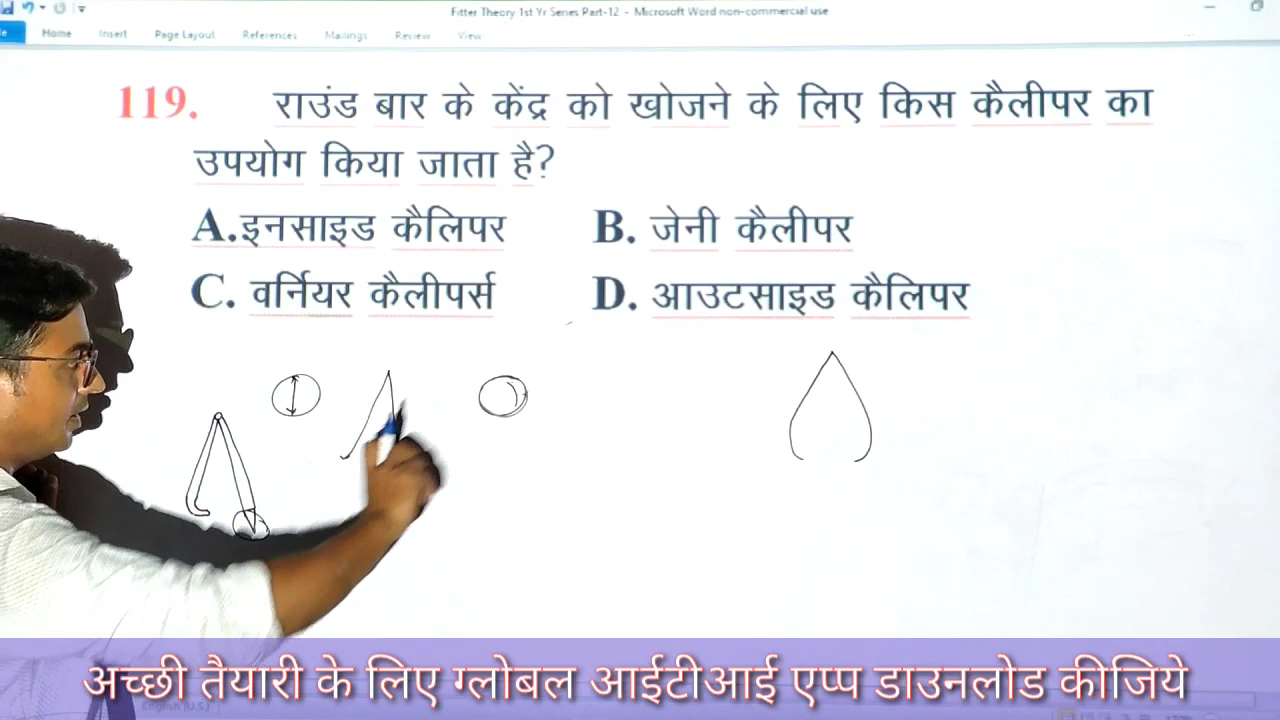 Fitter Theory 1st Yr Series Part-12 - Microsoft Word non-commercial use
Home Insert Page Layout References Mailings Review View
119. राउंड बार के केंद्र को खोजने के लिए किस कैलीपर का
उपयोग किया जाता है?
A.इनसाइड कैलिपर B. जेनी कैलीपर
C. वर्नियर कैलीपर्स D. आउटसाइड कैलिपर
अच्छी तैयारी के लिए ग्लोबल आईटीआई एप्प डाउनलोड कीजिये
English (U.S.)